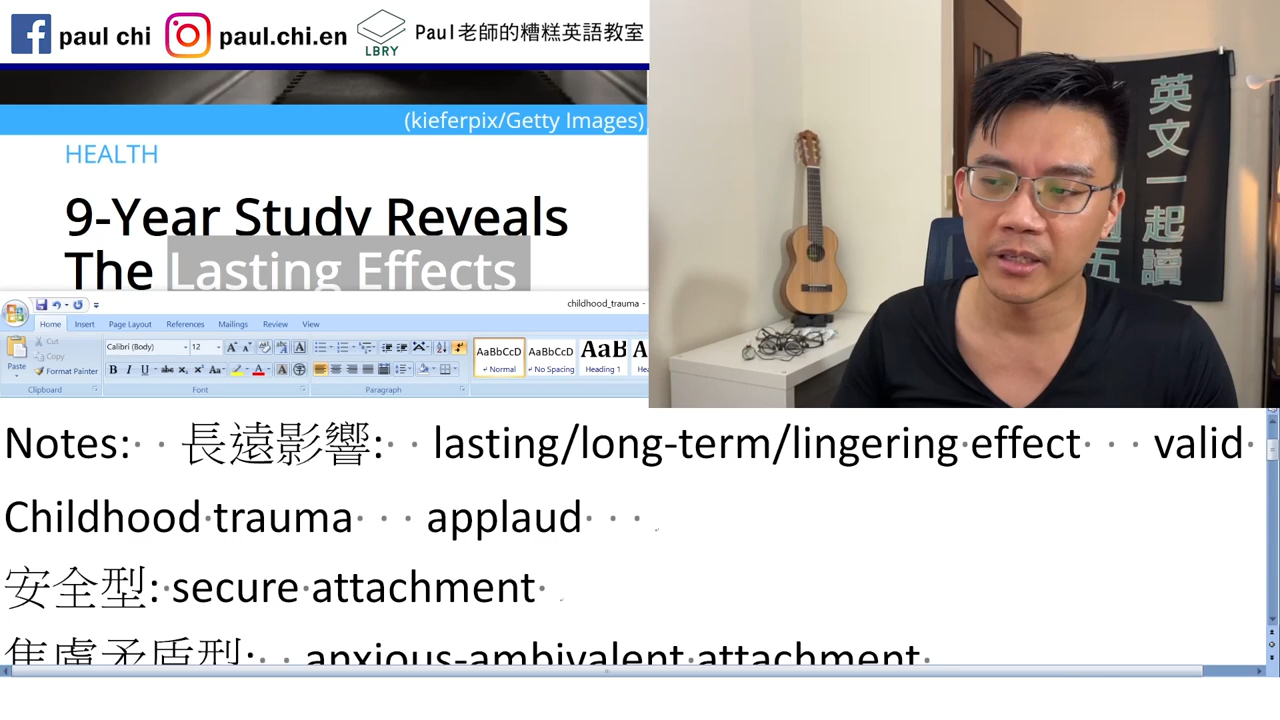 paul chi
paul.chi.en
LBRY
Paul老師的糟糕英語教室
(kieferpix/Getty Images)
HEALTH
9-Year Study Reveals
The Lasting Effects
childhood_trauma -
Home Insert Page Layout References Mailings Review View
Cut
Copy
Format Painter
Paste
Clipboard
Calibri (Body) 12
Font
Paragraph
AaBbCcD AaBbCcD AaBb
Normal No Spacing Heading 1
Notes: 長遠影響: lasting/long-term/lingering effect valid
Childhood trauma applaud
安全型: secure attachment
焦慮矛盾型: anxious-ambivalent attachment
英文一起讀
五